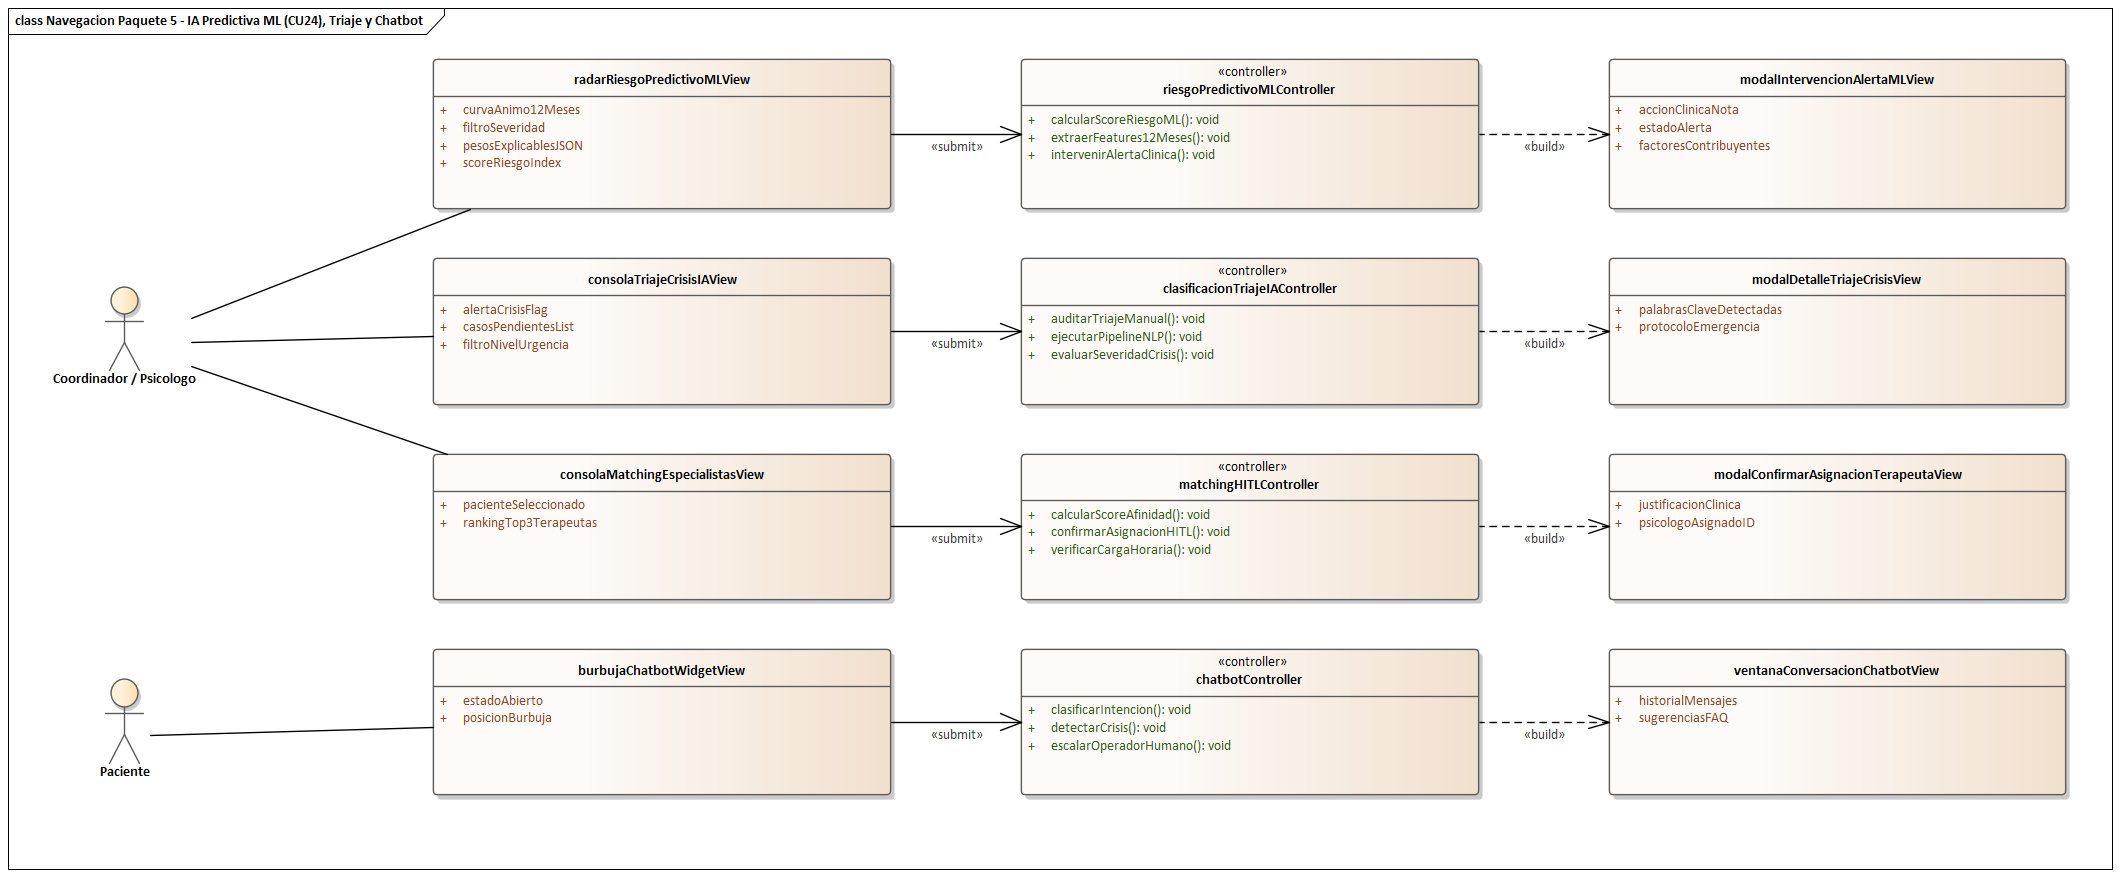 class Navegacion Paquete 5 - IA Predictiva ML (CU24), Triaje y Chatbot
radarRiesgoPredictivoMLView
+ curvaAnimo12Meses
+ filtroSeveridad
+ pesosExplicablesJSON
+ scoreRiesgoIndex
«submit»
«controller»
riesgoPredictivoMLController
+ calcularScoreRiesgoML(): void
+ extraerFeatures12Meses(): void
+ intervenirAlertaClinica(): void
«build»
modalIntervencionAlertaMLView
+ accionClinicaNota
+ estadoAlerta
+ factoresContribuyentes
Coordinador / Psicologo
consolaTriajeCrisisIAView
+ alertaCrisisFlag
+ casosPendientesList
+ filtroNivelUrgencia
«submit»
«controller»
clasificacionTriajeIAController
+ auditarTriajeManual(): void
+ ejecutarPipelineNLP(): void
+ evaluarSeveridadCrisis(): void
«build»
modalDetalleTriajeCrisisView
+ palabrasClaveDetectadas
+ protocoloEmergencia
consolaMatchingEspecialistasView
+ pacienteSeleccionado
+ rankingTop3Terapeutas
«submit»
«controller»
matchingHITLController
+ calcularScoreAfinidad(): void
+ confirmarAsignacionHITL(): void
+ verificarCargaHoraria(): void
«build»
modalConfirmarAsignacionTerapeutaView
+ justificacionClinica
+ psicologoAsignadoID
Paciente
burbujaChatbotWidgetView
+ estadoAbierto
+ posicionBurbuja
«submit»
«controller»
chatbotController
+ clasificarIntencion(): void
+ detectarCrisis(): void
+ escalarOperadorHumano(): void
«build»
ventanaConversacionChatbotView
+ historialMensajes
+ sugerenciasFAQ